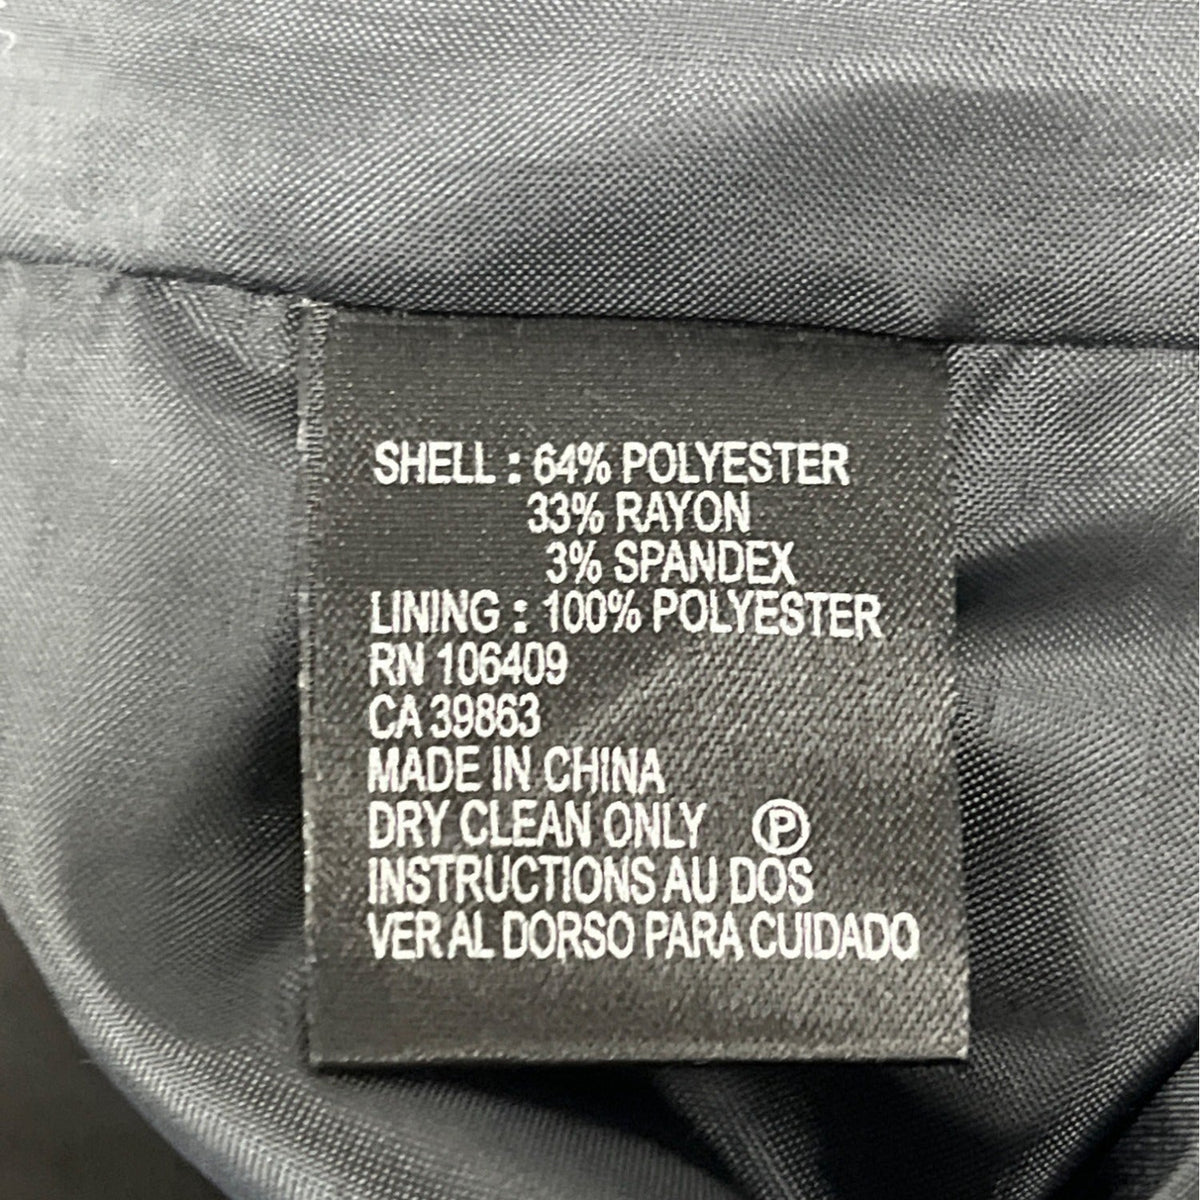 SHELL : 64% POLYESTER
33% RAYON
3% SPANDEX
LINING : 100% POLYESTER
RN 106409
CA 39863
MADE IN CHINA
DRY CLEAN ONLY Ⓟ
INSTRUCTIONS AU DOS
VER AL DORSO PARA CUIDADO